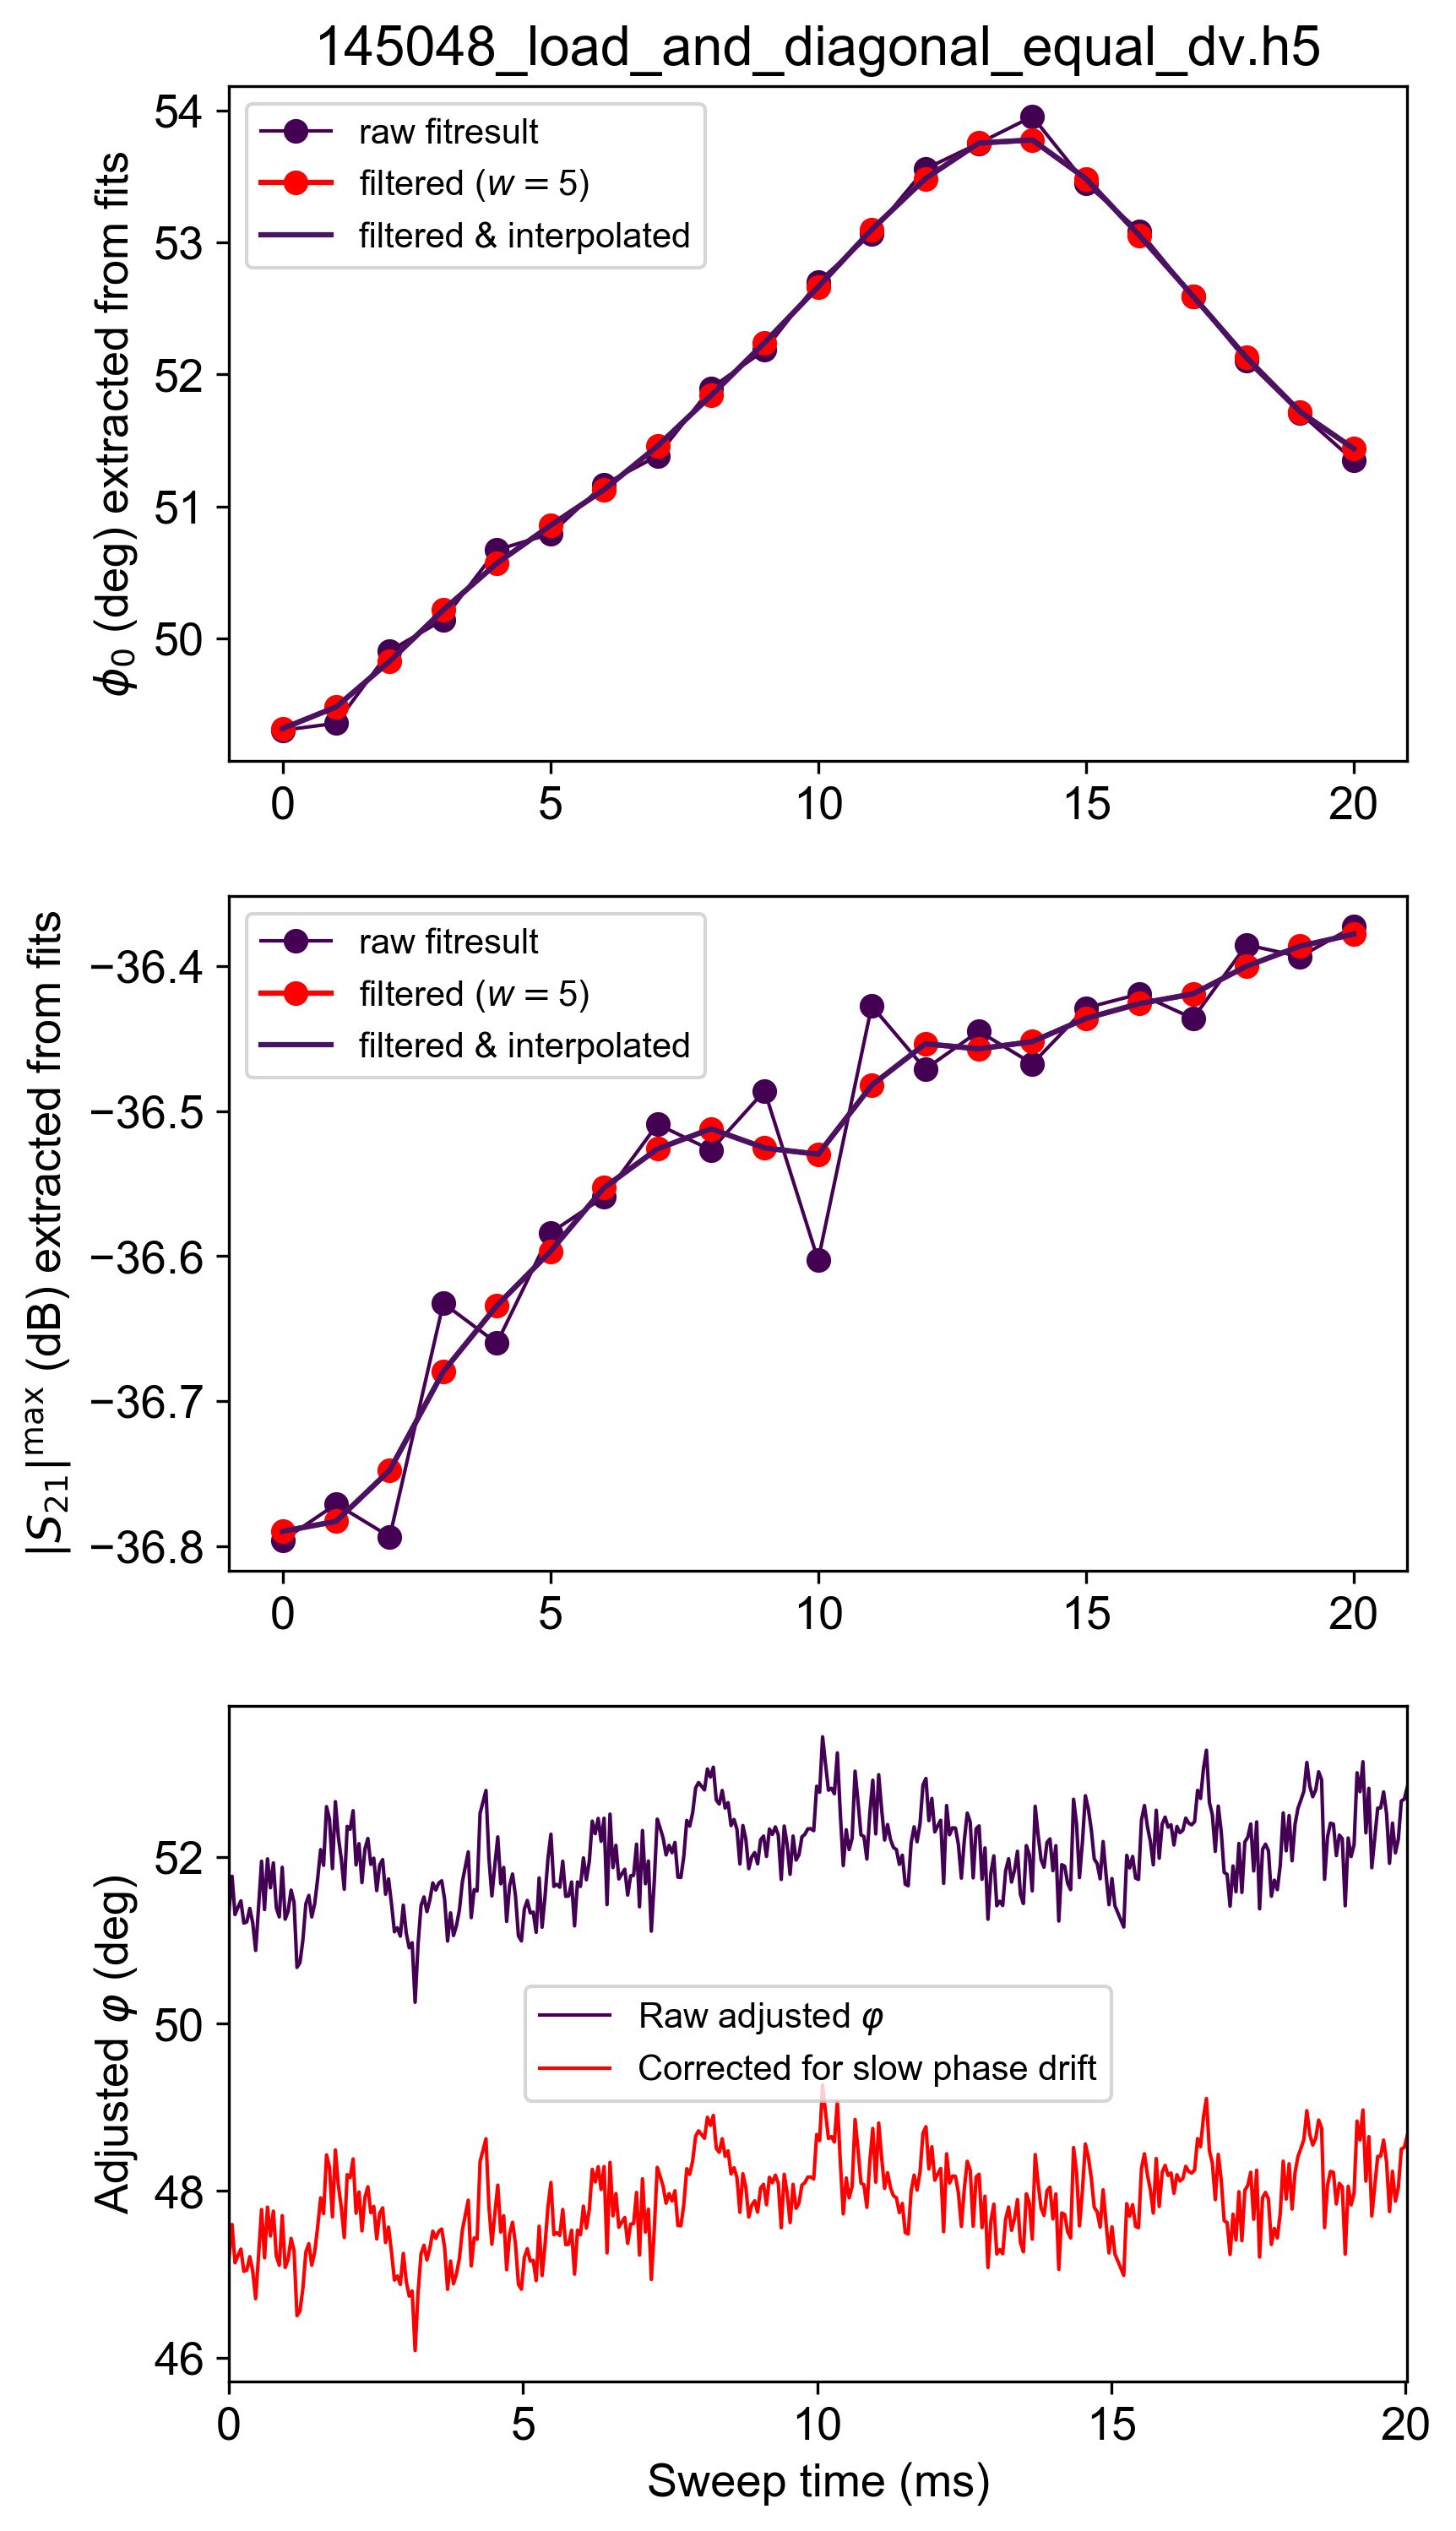 145048_load_and_diagonal_equal_dv.h5
ϕ₀ (deg) extracted from fits
54
53
52
51
50
raw fitresult
filtered (w = 5)
filtered & interpolated
0 5 10 15 20
|S₂₁|ᵐᵃˣ (dB) extracted from fits
−36.4
−36.5
−36.6
−36.7
−36.8
raw fitresult
filtered (w = 5)
filtered & interpolated
0 5 10 15 20
Adjusted φ (deg)
52
50
48
46
Raw adjusted φ
Corrected for slow phase drift
0 5 10 15 20
Sweep time (ms)